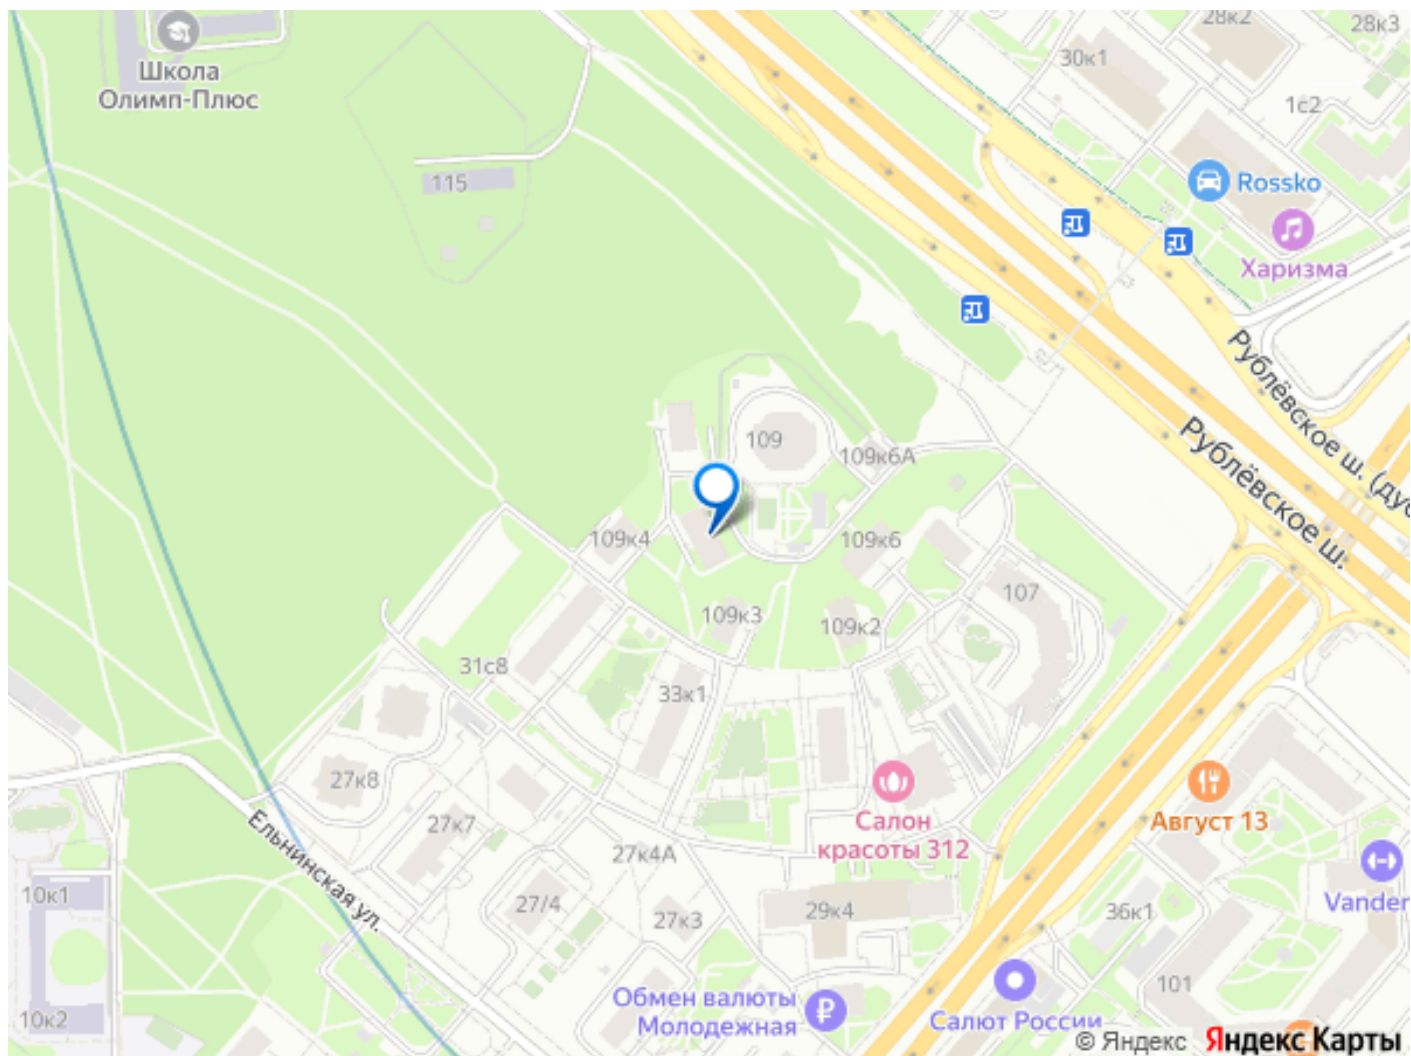 28к2
28к3
30к1
Школа
Олимп-Плюс
1с2
115
Rossko
Харизма
Рублёвское ш. (дус
Рублёвское ш.
109
109к6А
109к4
109к6
107
109к3
109к2
31с8
33к1
27к8
Салон
красоты 312
Август 13
27к7
Ельнинская ул.
27к4А
10к1
Vander
27/4
27к3
29к4
36к1
101
Обмен валюты
Молодежная
Салют России
10к2
© Яндекс Яндекс Карты